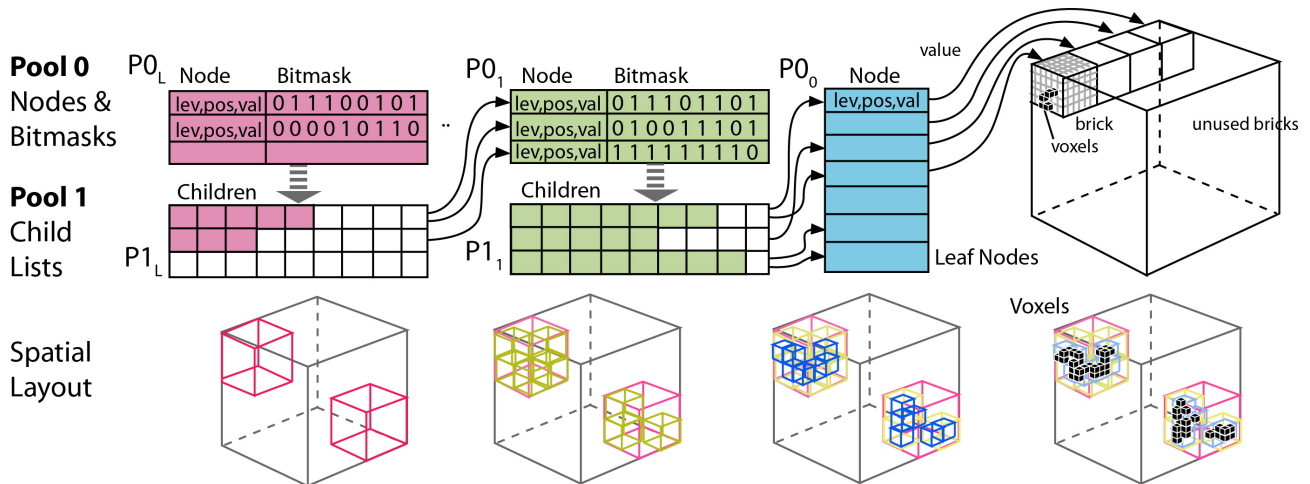 Pool 0
Nodes &
Bitmasks
P0L
Node Bitmask
lev,pos,val 0 1 1 1 0 0 1 0 1
lev,pos,val 0 0 0 0 1 0 1 1 0
..
P01
Node Bitmask
lev,pos,val 0 1 1 1 0 1 1 0 1
lev,pos,val 0 1 0 0 1 1 1 0 1
lev,pos,val 1 1 1 1 1 1 1 1 0
P00
Node
lev,pos,val
value
brick
voxels
unused bricks
Pool 1
Child
Lists
Children
P1L
Children
P11
Leaf Nodes
Spatial
Layout
Voxels